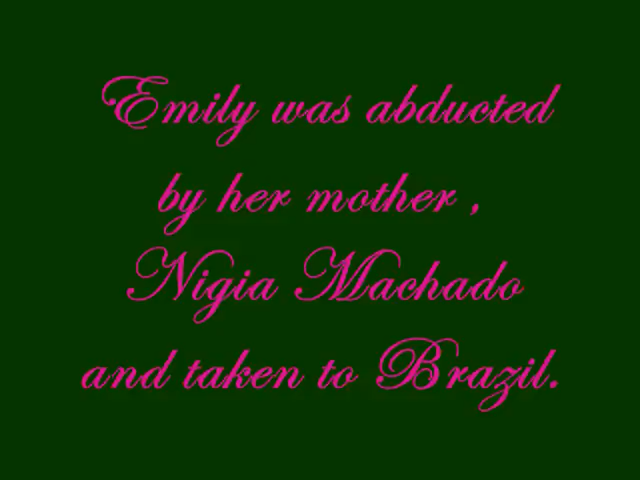 Emily was abducted
by her mother ,
Nigia Machado
and taken to Brazil.